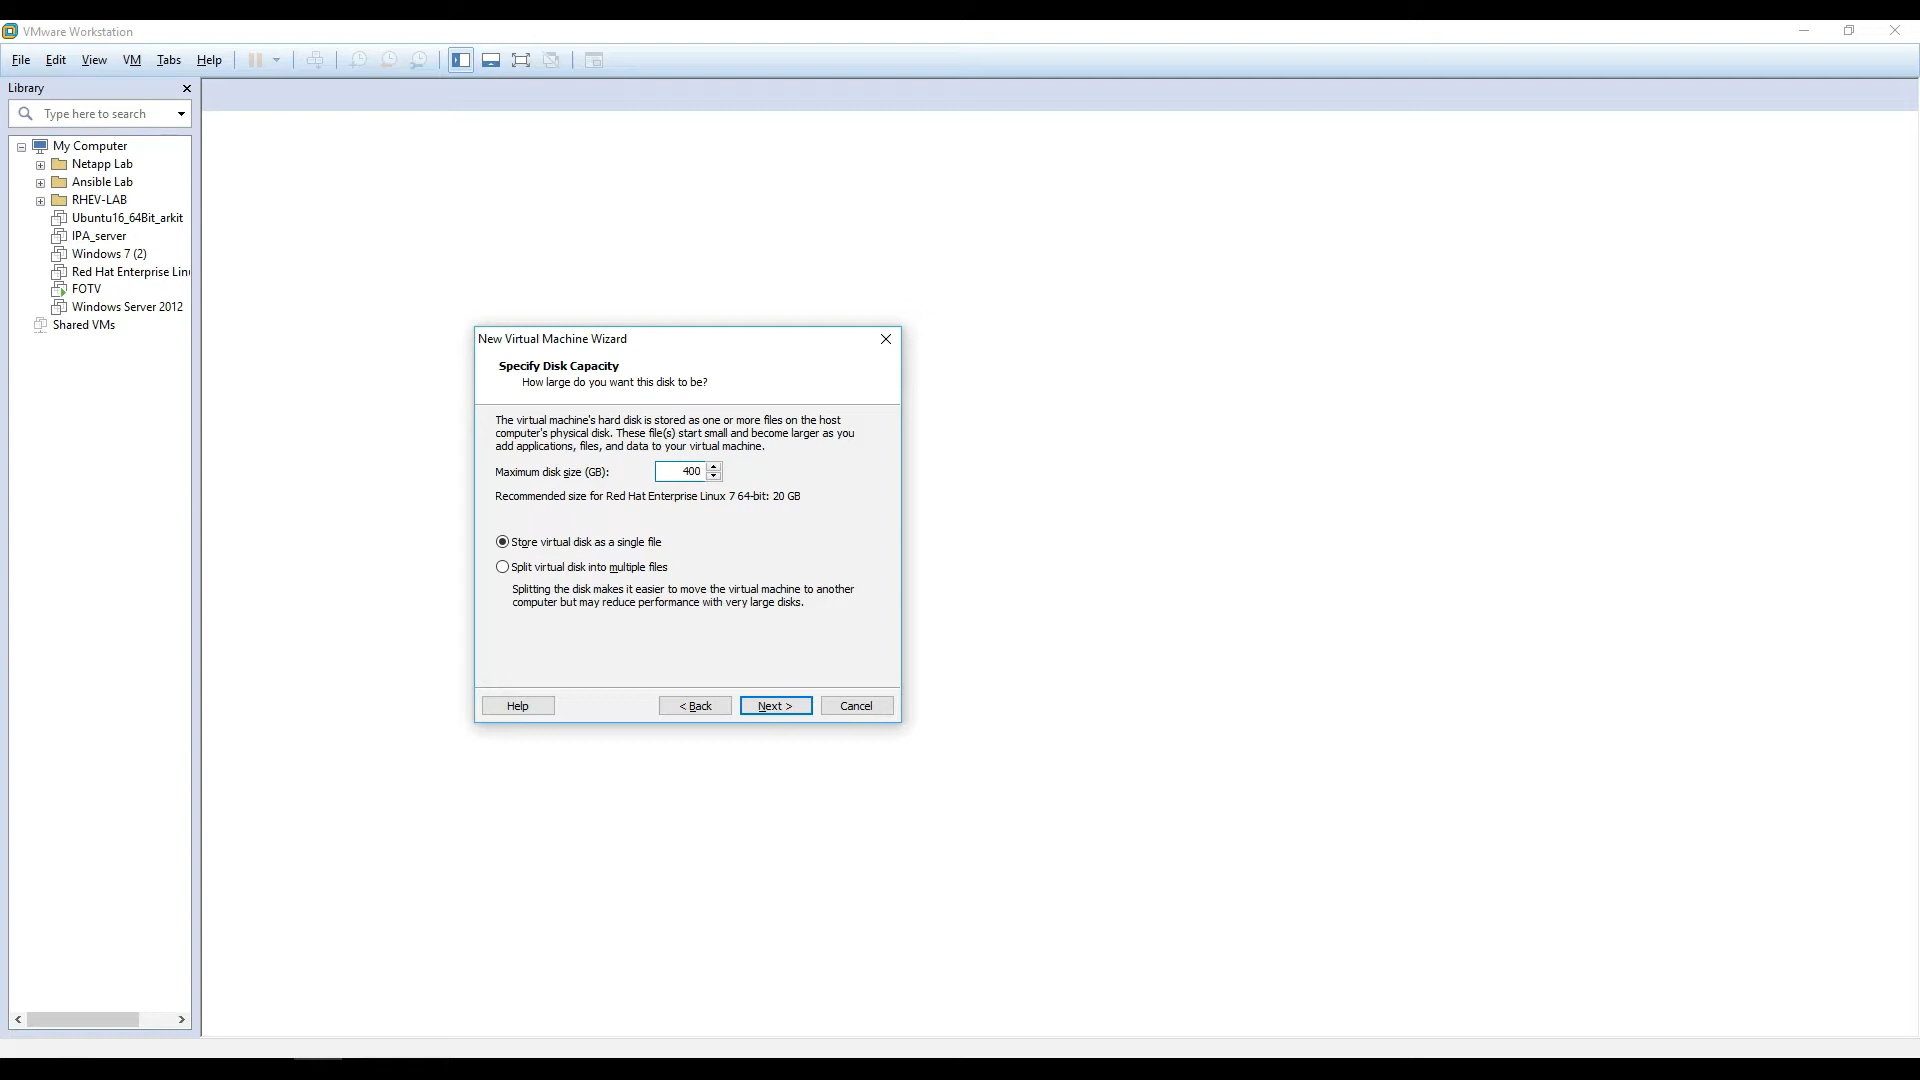 VMware Workstation
File Edit View VM Tabs Help
Library
Type here to search
My Computer
Netapp Lab
Ansible Lab
RHEV-LAB
Ubuntu16_64Bit_arkit
IPA_server
Windows 7 (2)
Red Hat Enterprise Lin
FOTV
Windows Server 2012
Shared VMs
New Virtual Machine Wizard
Specify Disk Capacity
How large do you want this disk to be?
The virtual machine's hard disk is stored as one or more files on the host
computer's physical disk. These file(s) start small and become larger as you
add applications, files, and data to your virtual machine.
Maximum disk size (GB): 400
Recommended size for Red Hat Enterprise Linux 7 64-bit: 20 GB
Store virtual disk as a single file
Split virtual disk into multiple files
Splitting the disk makes it easier to move the virtual machine to another
computer but may reduce performance with very large disks.
Help < Back Next > Cancel